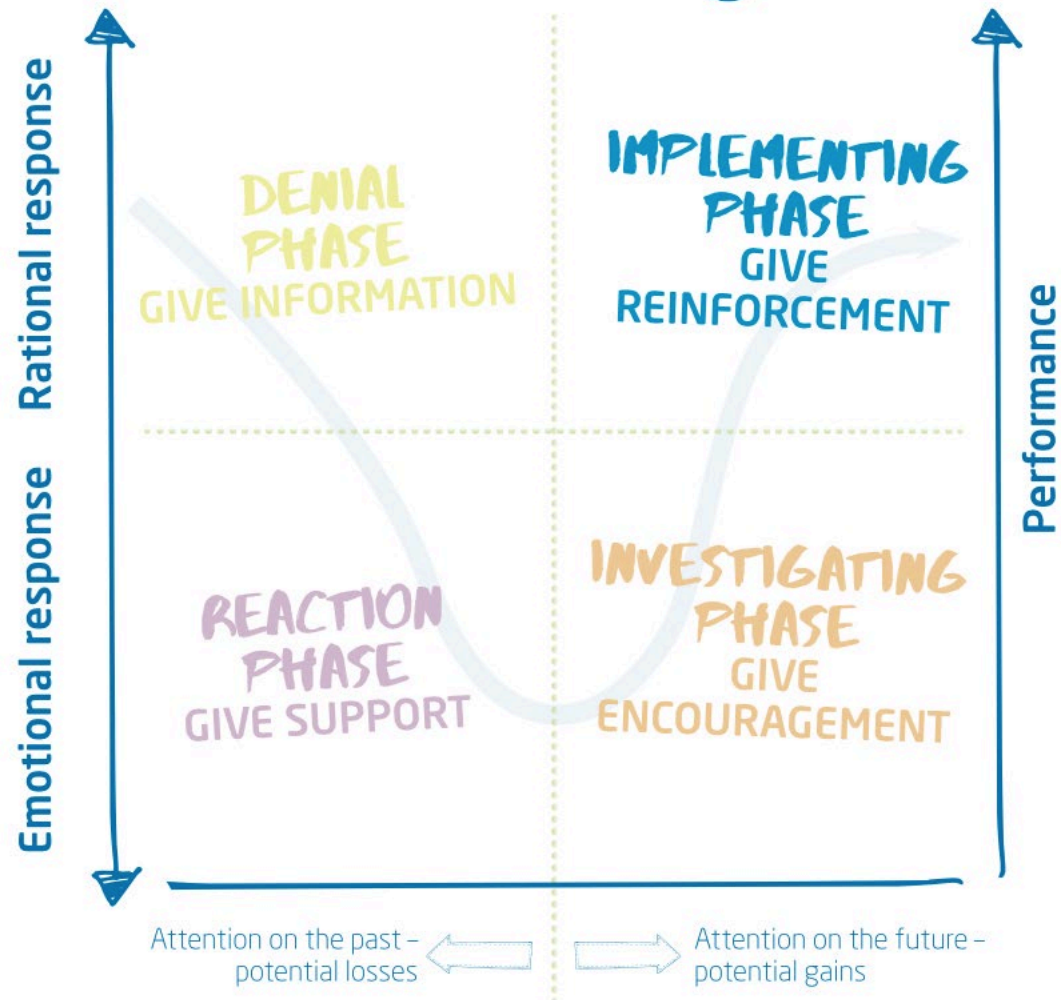 Rational response
Emotional response
DENIAL
PHASE
GIVE INFORMATION
IMPLEMENTING
PHASE
GIVE
REINFORCEMENT
REACTION
PHASE
GIVE SUPPORT
INVESTIGATING
PHASE
GIVE
ENCOURAGEMENT
Performance
Attention on the past –
potential losses
Attention on the future –
potential gains